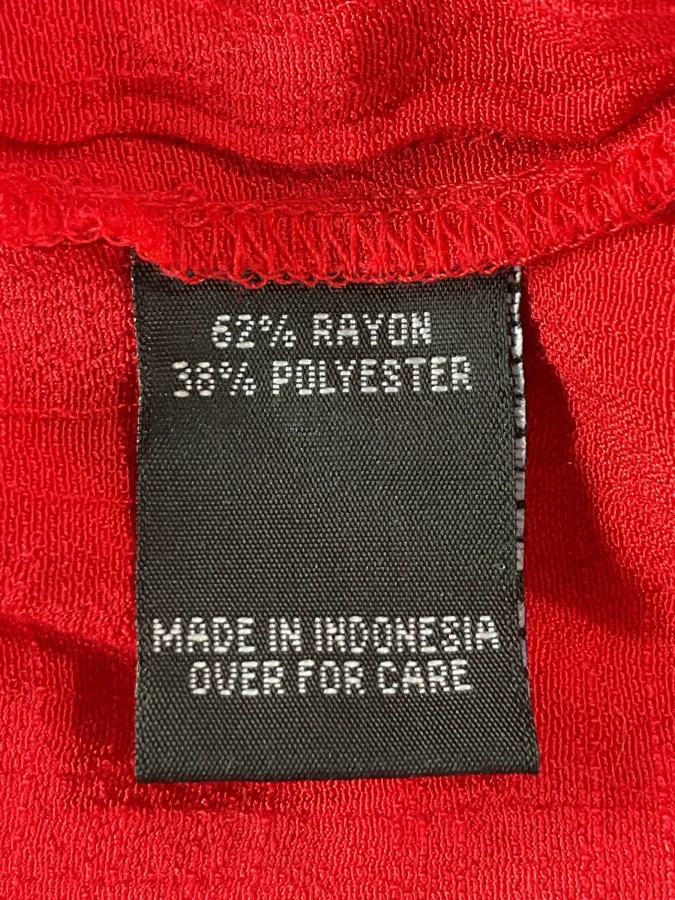 62% RAYON
38% POLYESTER
MADE IN INDONESIA
OVER FOR CARE